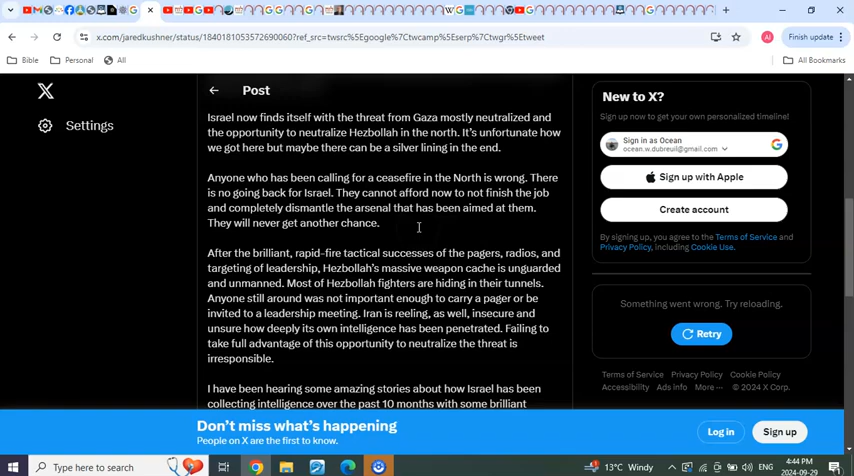 x.com/jaredkushner/status/1840181053572690060?ref_src=twsrc%5Egoogle%7Ctwcamp%5Eserp%7Ctwgr%5Etweet
AI
Finish update
Bible
Personal
All
All Bookmarks
Settings
Post
Israel now finds itself with the threat from Gaza mostly neutralized and
the opportunity to neutralize Hezbollah in the north. It's unfortunate how
we got here but maybe there can be a silver lining in the end.
Anyone who has been calling for a ceasefire in the North is wrong. There
is no going back for Israel. They cannot afford now to not finish the job
and completely dismantle the arsenal that has been aimed at them.
They will never get another chance.
After the brilliant, rapid-fire tactical successes of the pagers, radios, and
targeting of leadership, Hezbollah's massive weapon cache is unguarded
and unmanned. Most of Hezbollah fighters are hiding in their tunnels.
Anyone still around was not important enough to carry a pager or be
invited to a leadership meeting. Iran is reeling, as well, insecure and
unsure how deeply its own intelligence has been penetrated. Failing to
take full advantage of this opportunity to neutralize the threat is
irresponsible.
I have been hearing some amazing stories about how Israel has been
collecting intelligence over the past 10 months with some brilliant
New to X?
Sign up now to get your own personalized timeline!
Sign in as Ocean
ocean.w.dubreuil@gmail.com
Sign up with Apple
Create account
By signing up, you agree to the Terms of Service and
Privacy Policy, including Cookie Use.
Something went wrong. Try reloading.
Retry
Terms of Service Privacy Policy Cookie Policy
Accessibility Ads info More ··· © 2024 X Corp.
Don't miss what's happening
People on X are the first to know.
Log in
Sign up
Type here to search
13°C Windy
ENG
4:44 PM
2024-09-29